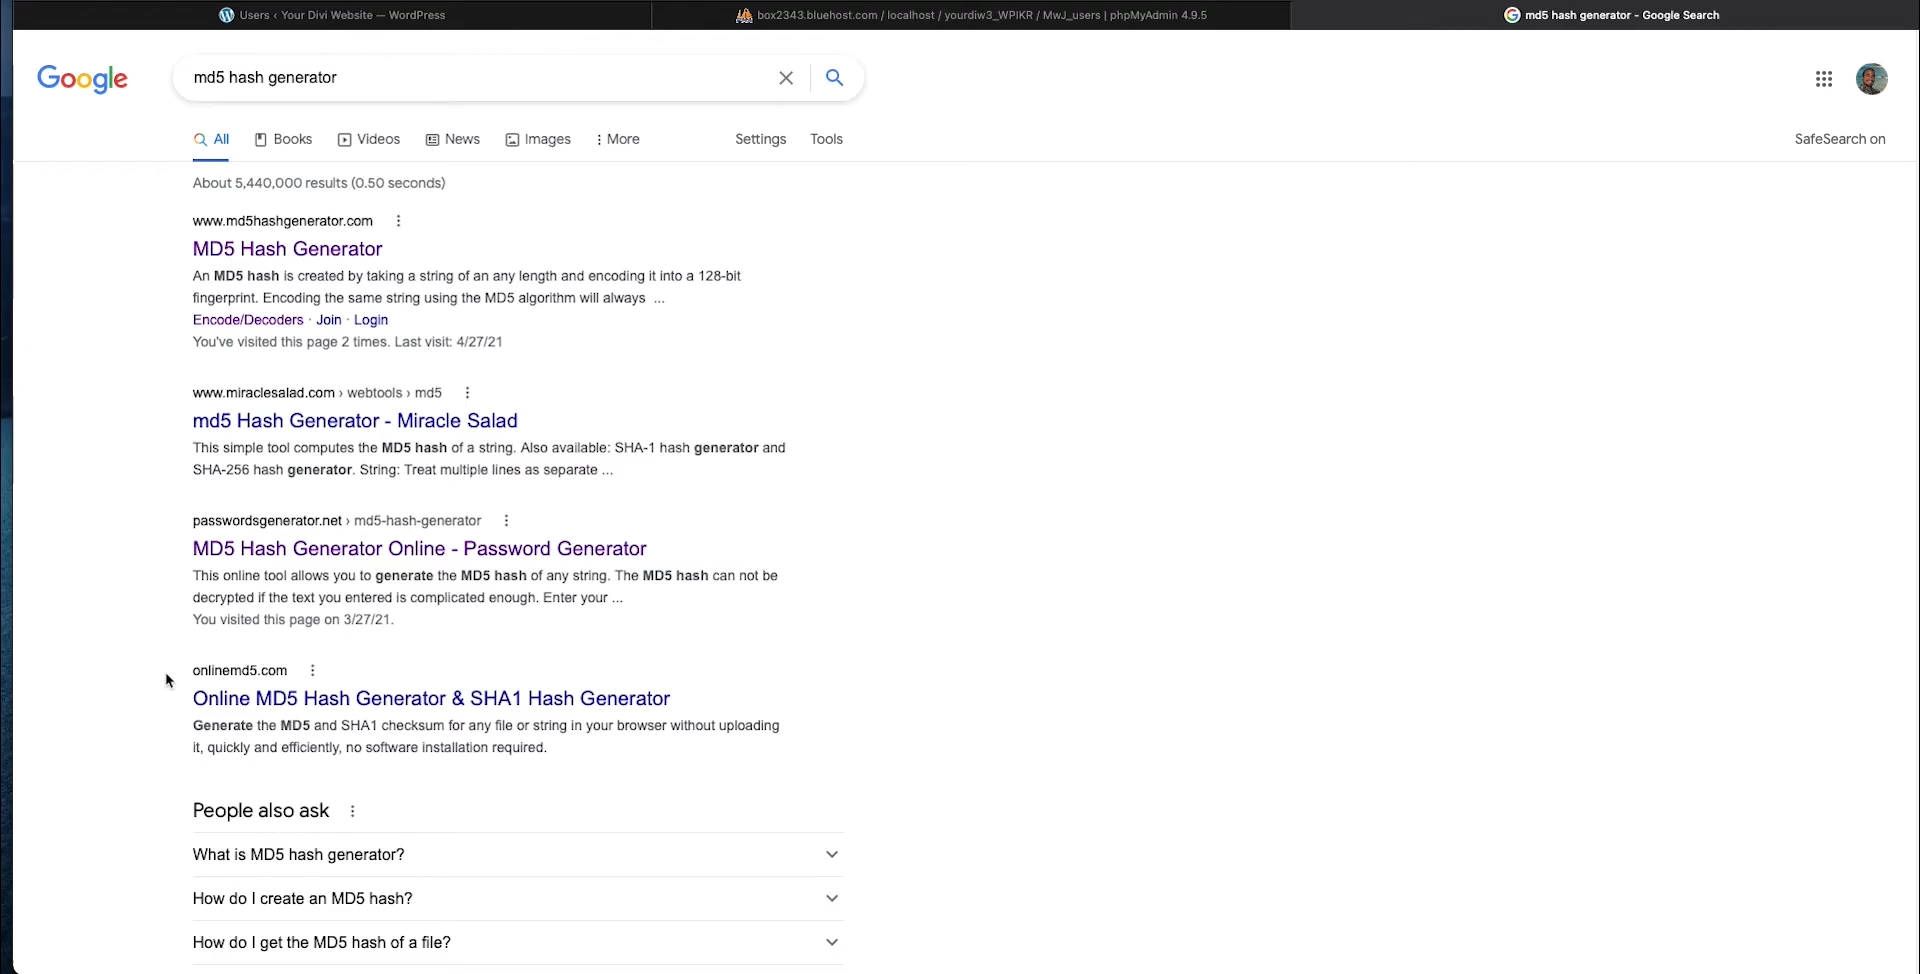 Users ‹ Your Divi Website — WordPress
box2343.bluehost.com / localhost / yourdiw3_WPIKR / MwJ_users | phpMyAdmin 4.9.5
md5 hash generator - Google Search
Google
md5 hash generator
All
Books
Videos
News
Images
More
Settings
Tools
SafeSearch on
About 5,440,000 results (0.50 seconds)
www.md5hashgenerator.com
MD5 Hash Generator
An MD5 hash is created by taking a string of an any length and encoding it into a 128-bit
fingerprint. Encoding the same string using the MD5 algorithm will always ...
Encode/Decoders · Join · Login
You've visited this page 2 times. Last visit: 4/27/21
www.miraclesalad.com › webtools › md5
md5 Hash Generator - Miracle Salad
This simple tool computes the MD5 hash of a string. Also available: SHA-1 hash generator and
SHA-256 hash generator. String: Treat multiple lines as separate ...
passwordsgenerator.net › md5-hash-generator
MD5 Hash Generator Online - Password Generator
This online tool allows you to generate the MD5 hash of any string. The MD5 hash can not be
decrypted if the text you entered is complicated enough. Enter your ...
You visited this page on 3/27/21.
onlinemd5.com
Online MD5 Hash Generator & SHA1 Hash Generator
Generate the MD5 and SHA1 checksum for any file or string in your browser without uploading
it, quickly and efficiently, no software installation required.
People also ask
What is MD5 hash generator?
How do I create an MD5 hash?
How do I get the MD5 hash of a file?